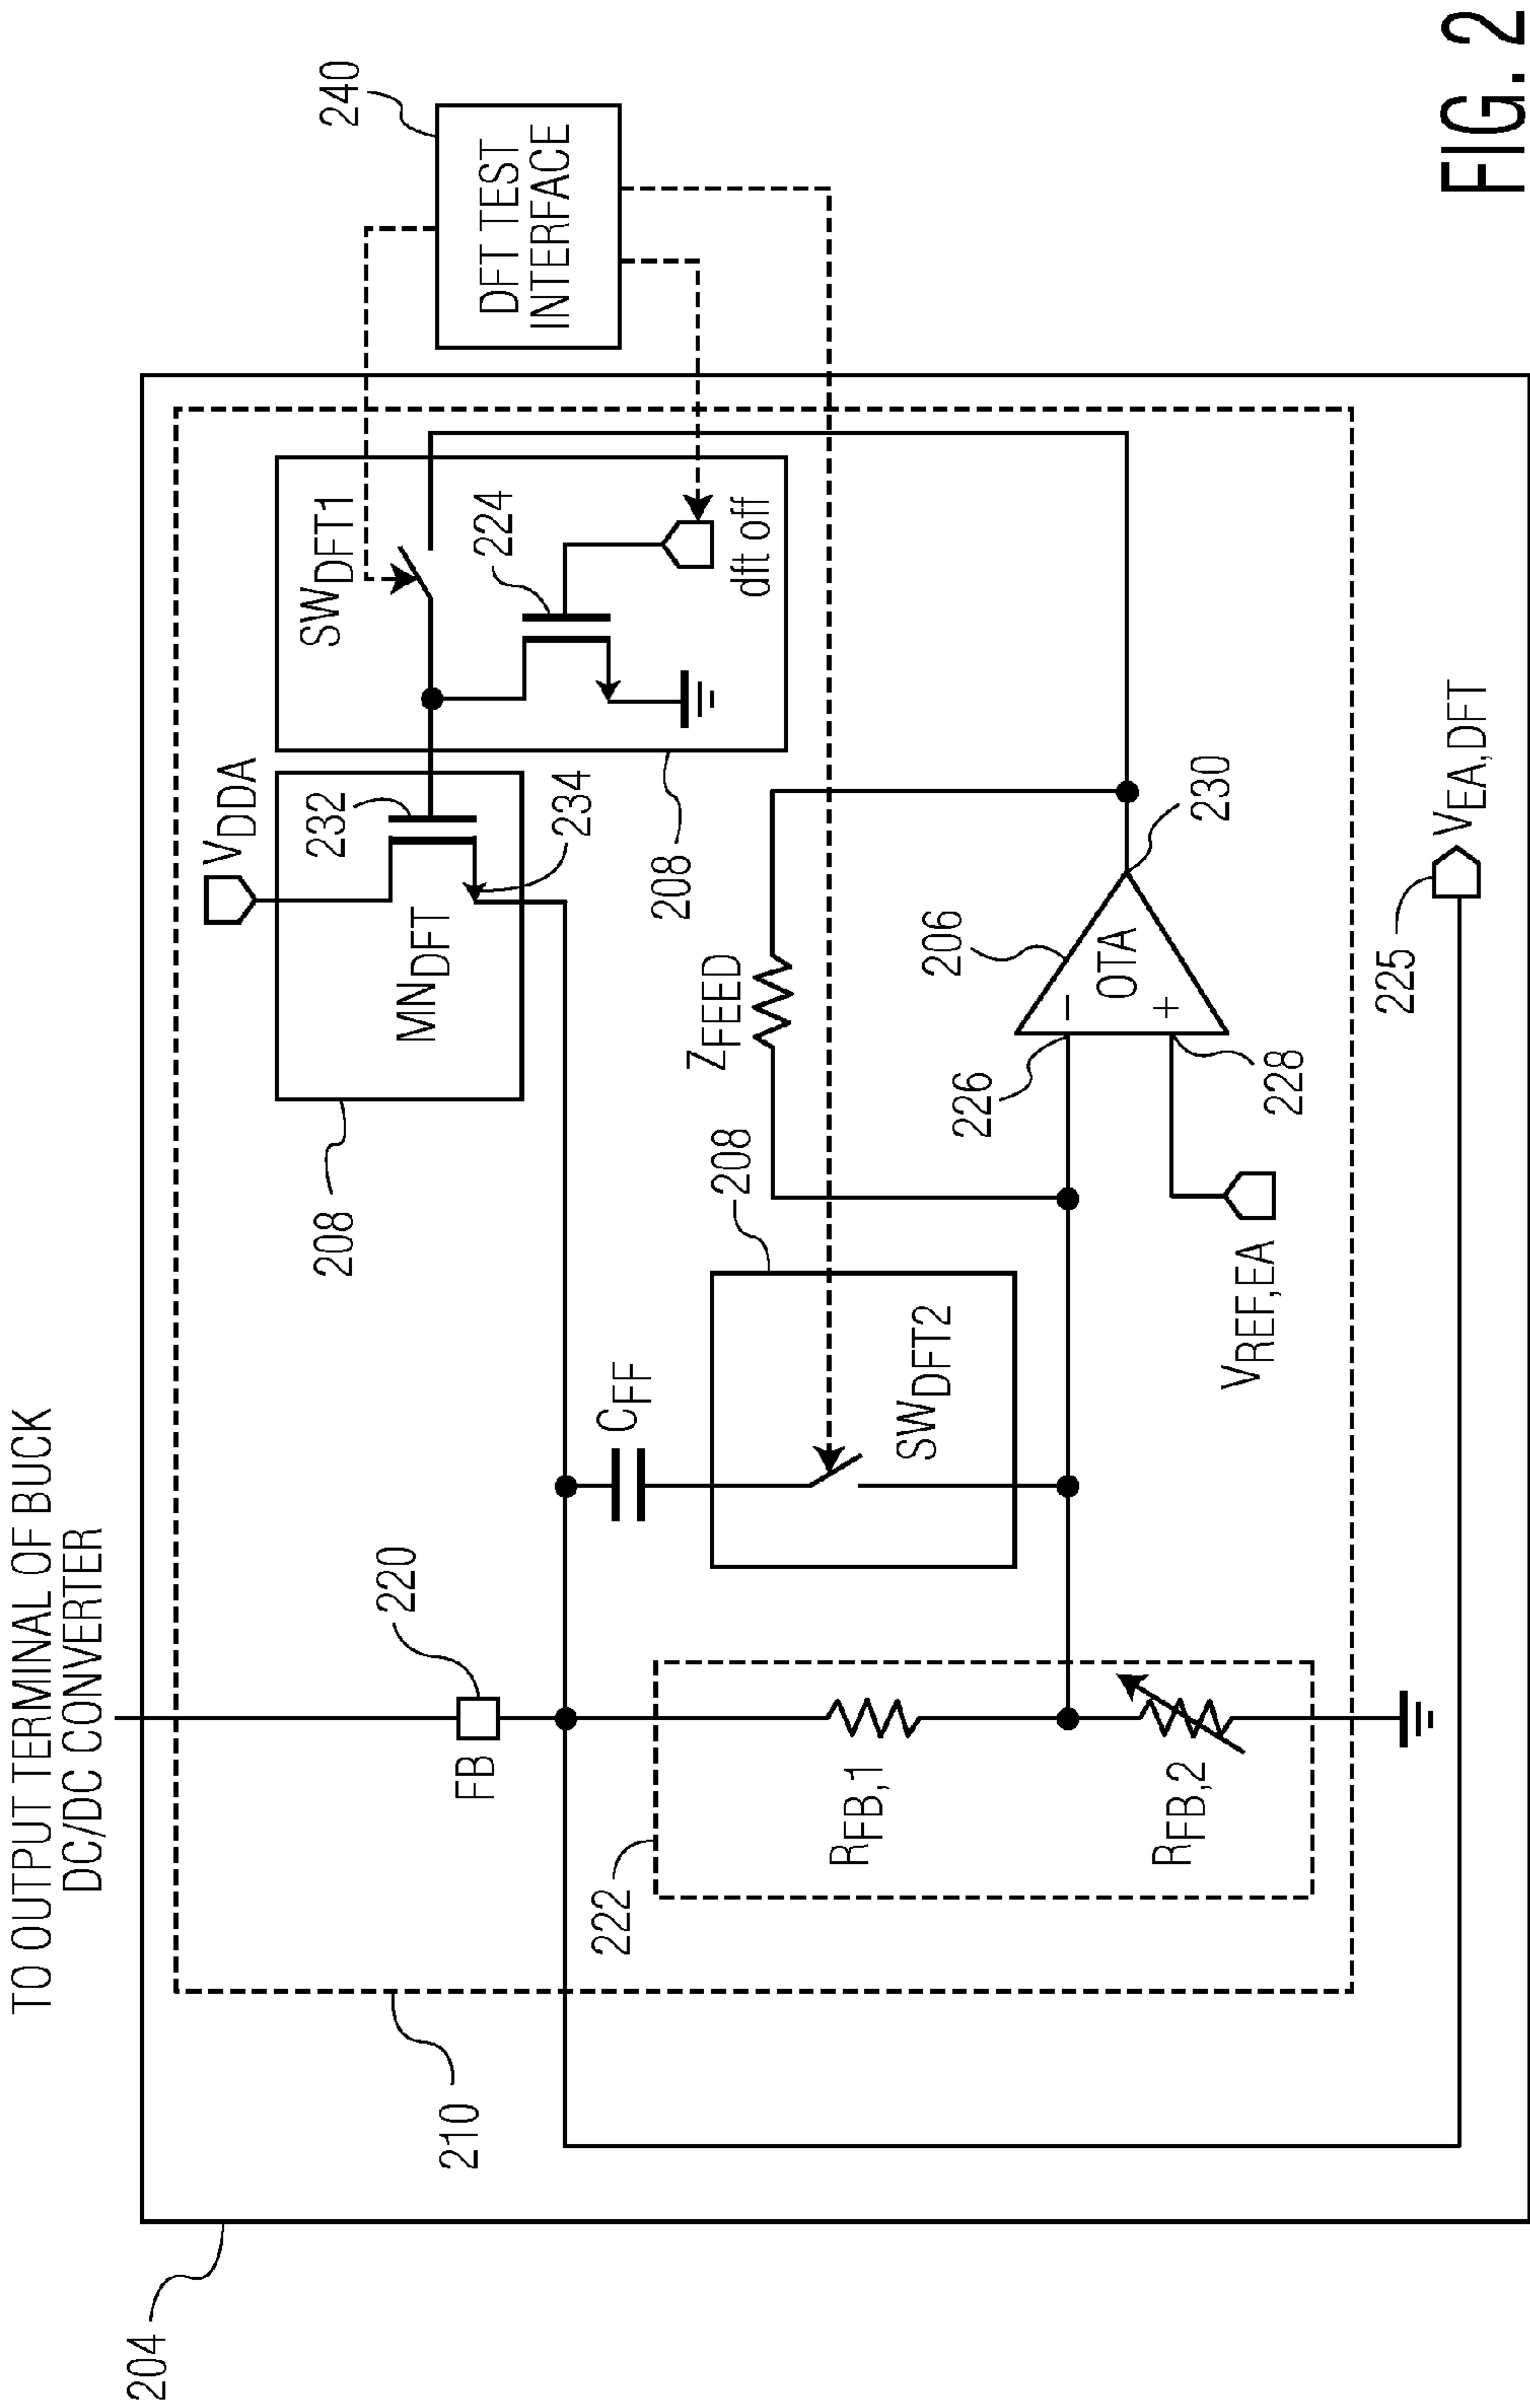 TO OUTPUT TERMINAL OF BUCK
DC/DC CONVERTER
204
210
FB
220
222
RFB,1
RFB,2
CFF
SWDFT2
208
VDDA
232
MNDFT
234
208
SWDFT1
224
dft off
208
240
DFT TEST
INTERFACE
ZFEED
206
OTA
−
+
226
228
230
VREF,EA
225
VEA,DFT
FIG. 2